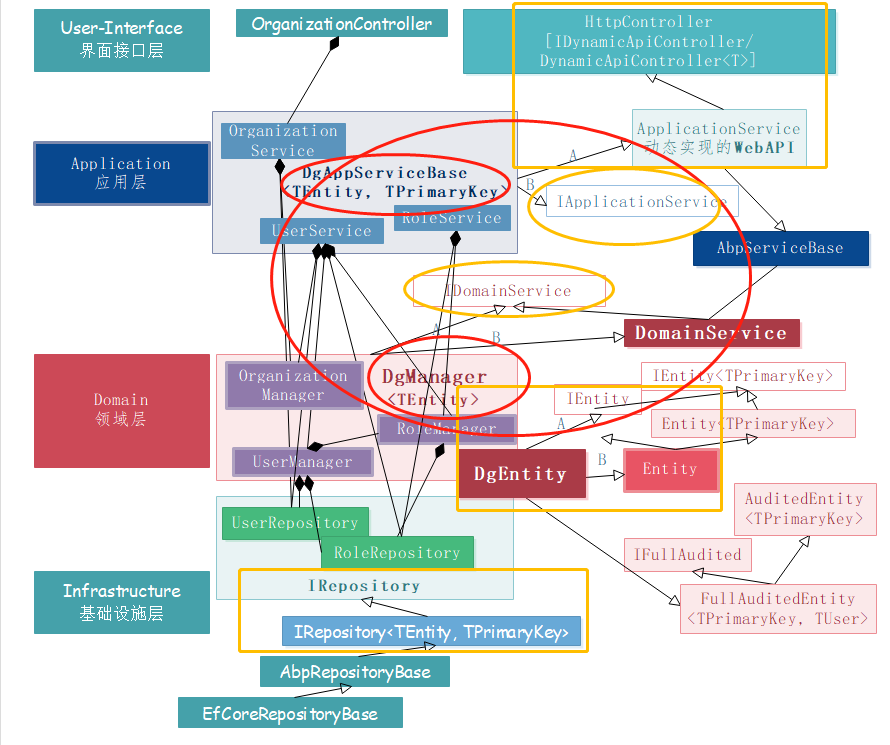 User-Interface
界面接口层
OrganizationController
HttpController
[IDynamicApiController/
DynamicApiController<T>]
Organization
Service
ApplicationService
动态实现的WebAPI
A
Application
应用层
DgAppServiceBase
<TEntity, TPrimaryKey>
B
IApplicationService
RoleService
UserService
AbpServiceBase
IDomainService
A
B
DomainService
Domain
领域层
Organization
Manager
DgManager
<TEntity>
IEntity<TPrimaryKey>
IEntity
A
Entity<TPrimaryKey>
RoleManager
UserManager
DgEntity
B
Entity
AuditedEntity
<TPrimaryKey>
UserRepository
RoleRepository
IFullAudited
Infrastructure
基础设施层
IRepository
FullAuditedEntity
<TPrimaryKey, TUser>
IRepository<TEntity, TPrimaryKey>
AbpRepositoryBase
EfCoreRepositoryBase